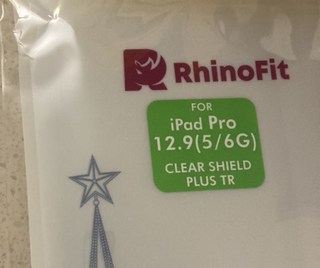 RhinoFit
FOR
iPad Pro
12.9(5/6G)
CLEAR SHIELD
PLUS TR